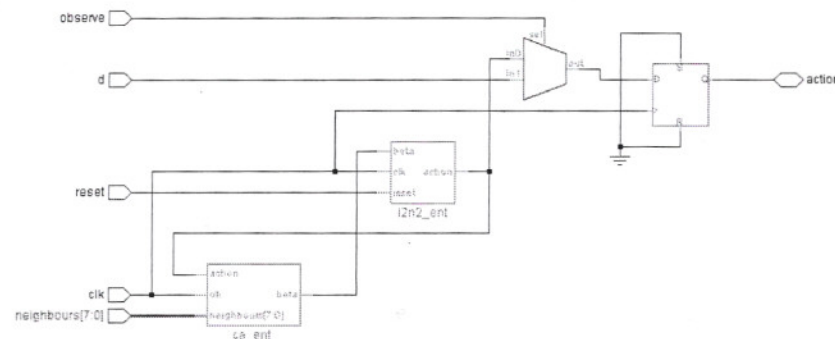 observe
sel
in0
d
in1
out
S
D
Q
action
R
beta
clk
action
reset
reset
l2n2_ent
action
clk
clk
beta
neighbours[7:0]
neighbours[7:0]
ca_ent